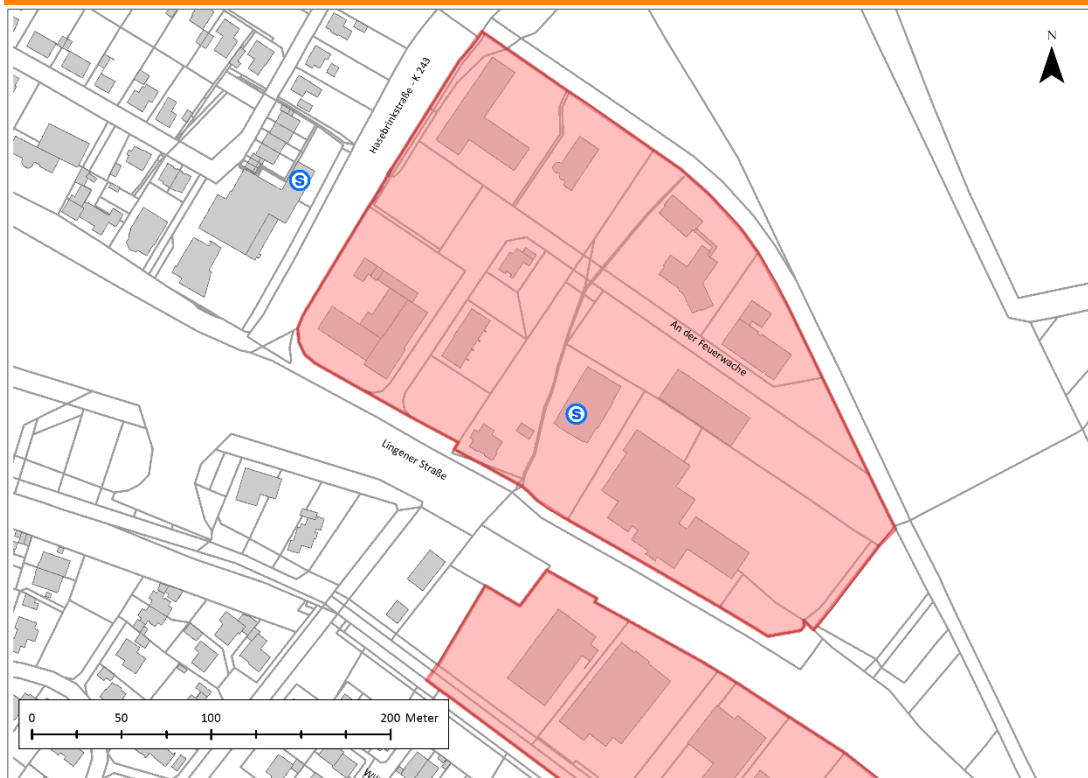 N
Hasebrinkstraße - K 243
S
An der Feuerwache
S
Lingener Straße
0 50 100 200 Meter